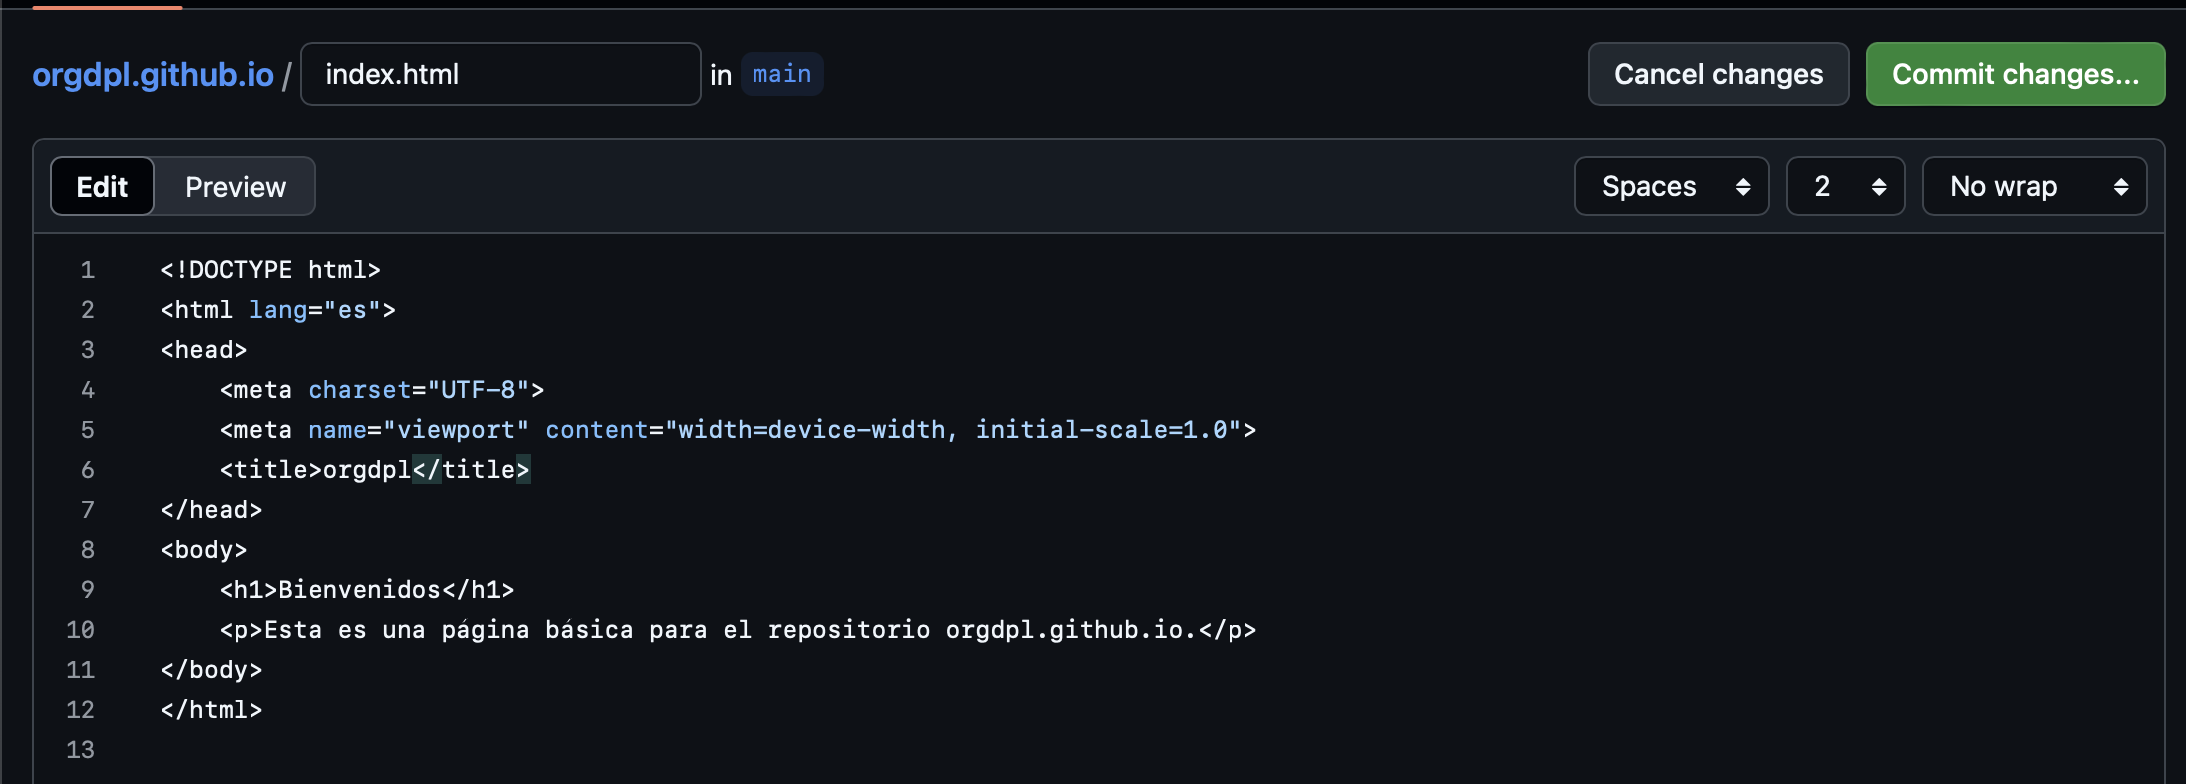 orgdpl.github.io / index.html in main Cancel changes Commit changes...
Edit Preview Spaces 2 No wrap
1 <!DOCTYPE html>
2 <html lang="es">
3 <head>
4     <meta charset="UTF-8">
5     <meta name="viewport" content="width=device-width, initial-scale=1.0">
6     <title>orgdpl</title>
7 </head>
8 <body>
9     <h1>Bienvenidos</h1>
10     <p>Esta es una página básica para el repositorio orgdpl.github.io.</p>
11 </body>
12 </html>
13